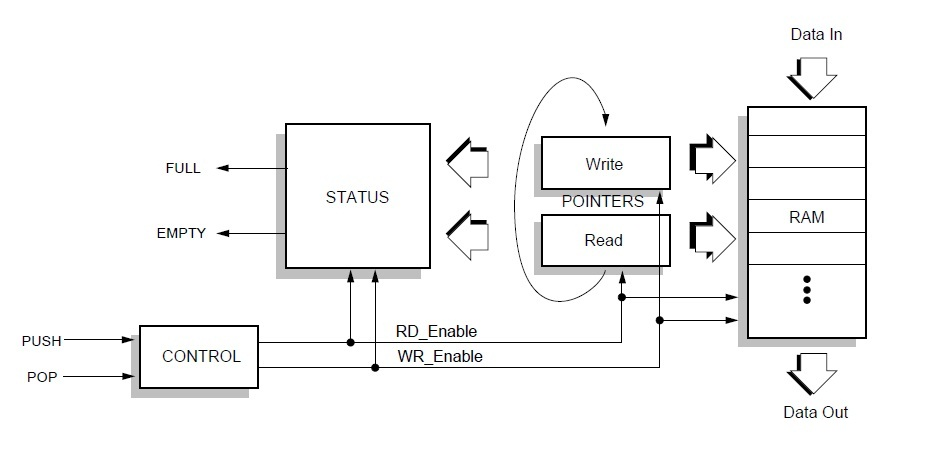 Data In
FULL
STATUS
Write
POINTERS
EMPTY
Read
RAM
PUSH
CONTROL
RD_Enable
WR_Enable
POP
Data Out